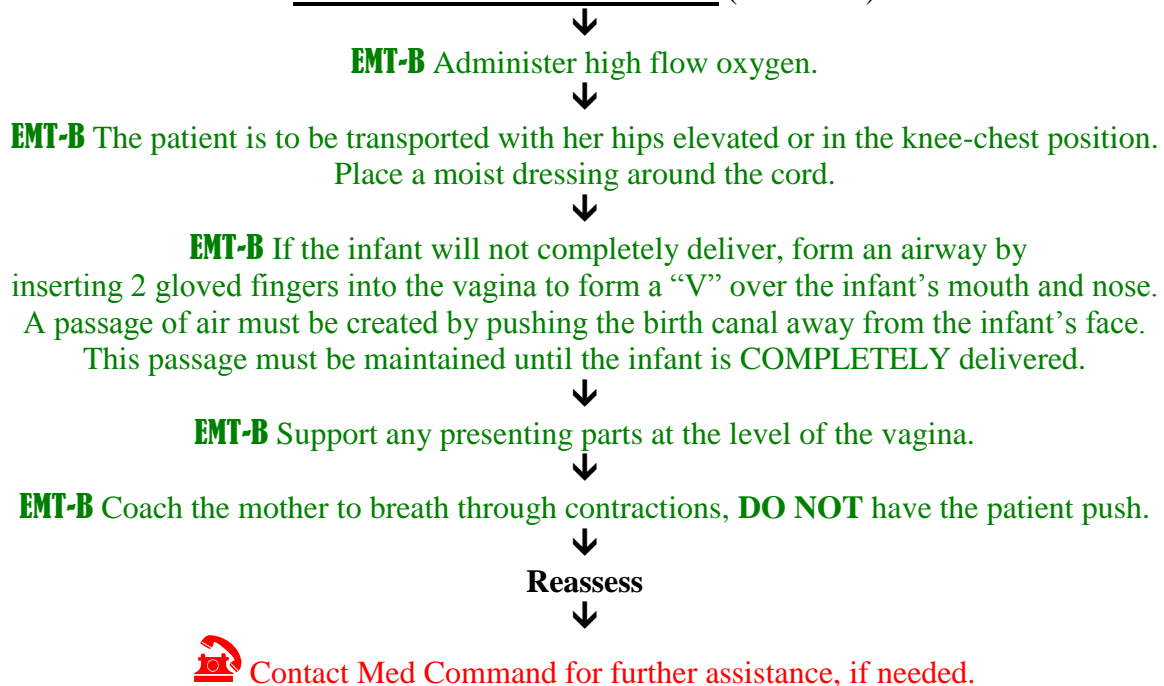 EMT-B Administer high flow oxygen.
EMT-B The patient is to be transported with her hips elevated or in the knee-chest position.
Place a moist dressing around the cord.
EMT-B If the infant will not completely deliver, form an airway by
inserting 2 gloved fingers into the vagina to form a “V” over the infant’s mouth and nose.
A passage of air must be created by pushing the birth canal away from the infant’s face.
This passage must be maintained until the infant is COMPLETELY delivered.
EMT-B Support any presenting parts at the level of the vagina.
EMT-B Coach the mother to breath through contractions, DO NOT have the patient push.
Reassess
Contact Med Command for further assistance, if needed.